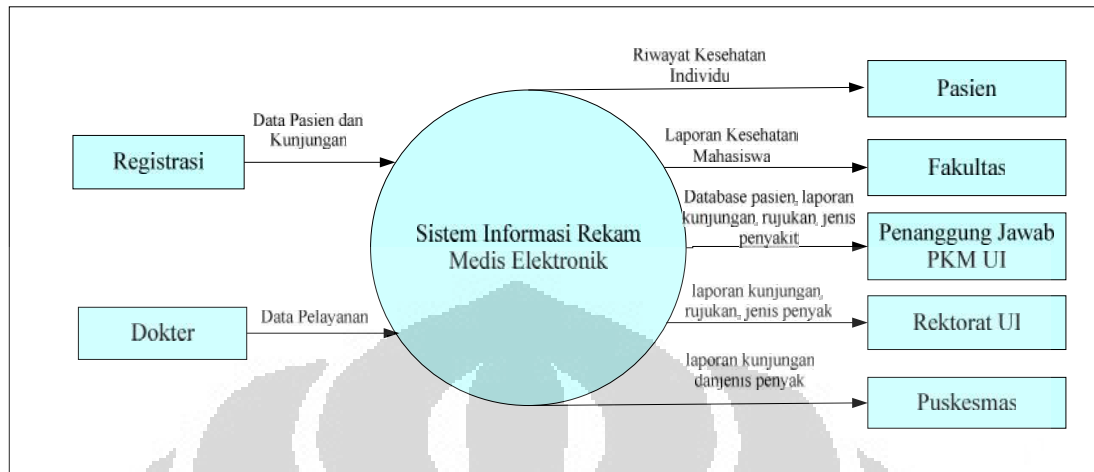 Registrasi
Data Pasien dan
Kunjungan
Dokter
Data Pelayanan
Sistem Informasi Rekam
Medis Elektronik
Riwayat Kesehatan
Individu
Pasien
Laporan Kesehatan
Mahasiswa
Fakultas
Database pasien, laporan
kunjungan, rujukan, jenis
penyakit
Penanggung Jawab
PKM UI
laporan kunjungan,
rujukan, jenis penyak
Rektorat UI
laporan kunjungan
danjenis penyak
Puskesmas